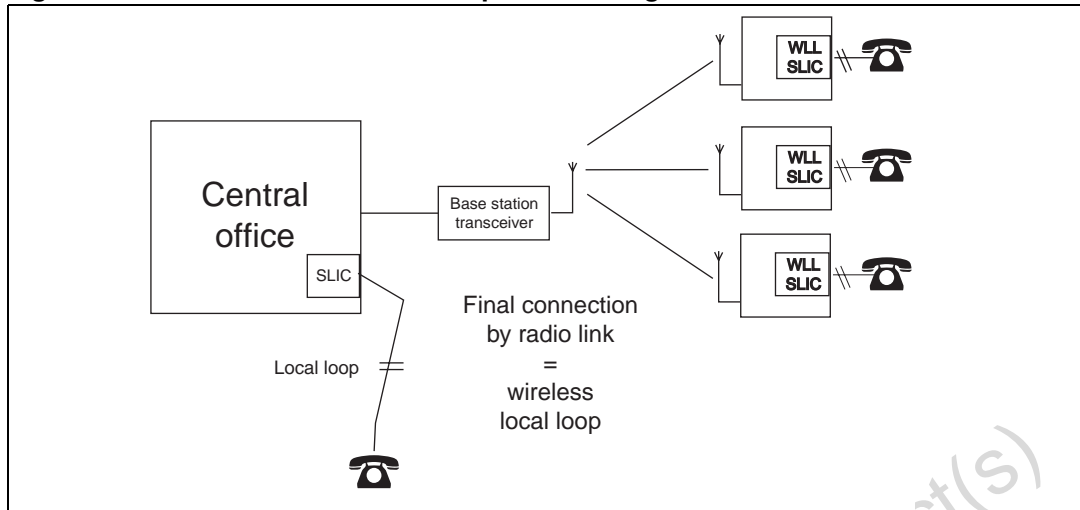 WLL
SLIC
WLL
SLIC
WLL
SLIC
Central
office
Base station
transceiver
SLIC
Local loop
Final connection
by radio link
=
wireless
local loop